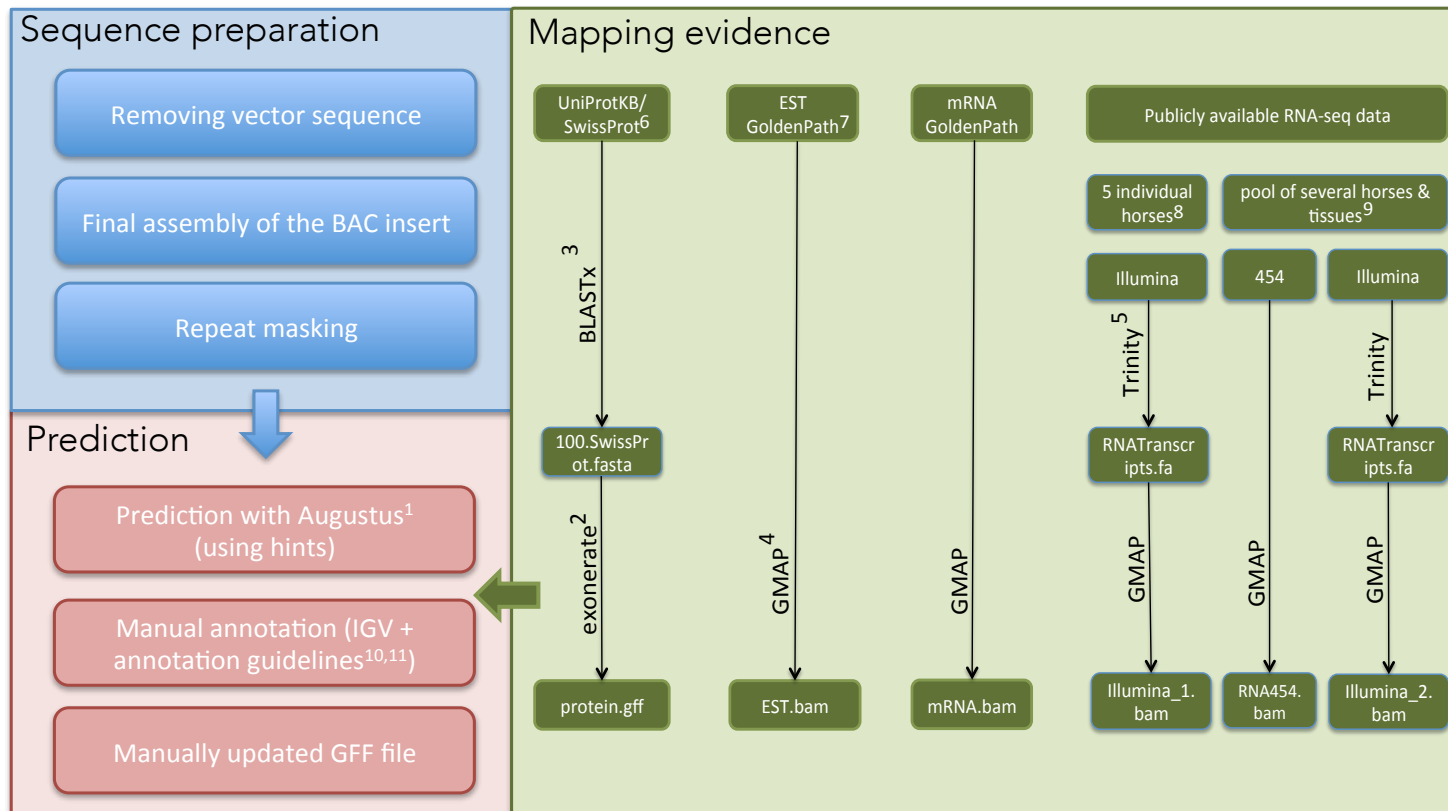 Sequence preparation
Removing vector sequence
Final assembly of the BAC insert
Repeat masking
Prediction
Prediction with Augustus1
(using hints)
Manual annotation (IGV +
annotation guidelines10,11)
Manually updated GFF file
Mapping evidence
UniProtKB/
SwissProt6
BLASTx 3
100.SwissPr
ot.fasta
exonerate2
protein.gff
EST
GoldenPath7
GMAP4
EST.bam
mRNA
GoldenPath
GMAP
mRNA.bam
Publicly available RNA-seq data
5 individual
horses8
pool of several horses &
tissues9
Illumina
454
Illumina
Trinity 5
Trinity
RNATranscr
ipts.fa
RNATranscr
ipts.fa
GMAP
GMAP
GMAP
Illumina_1.
bam
RNA454.
bam
Illumina_2.
bam